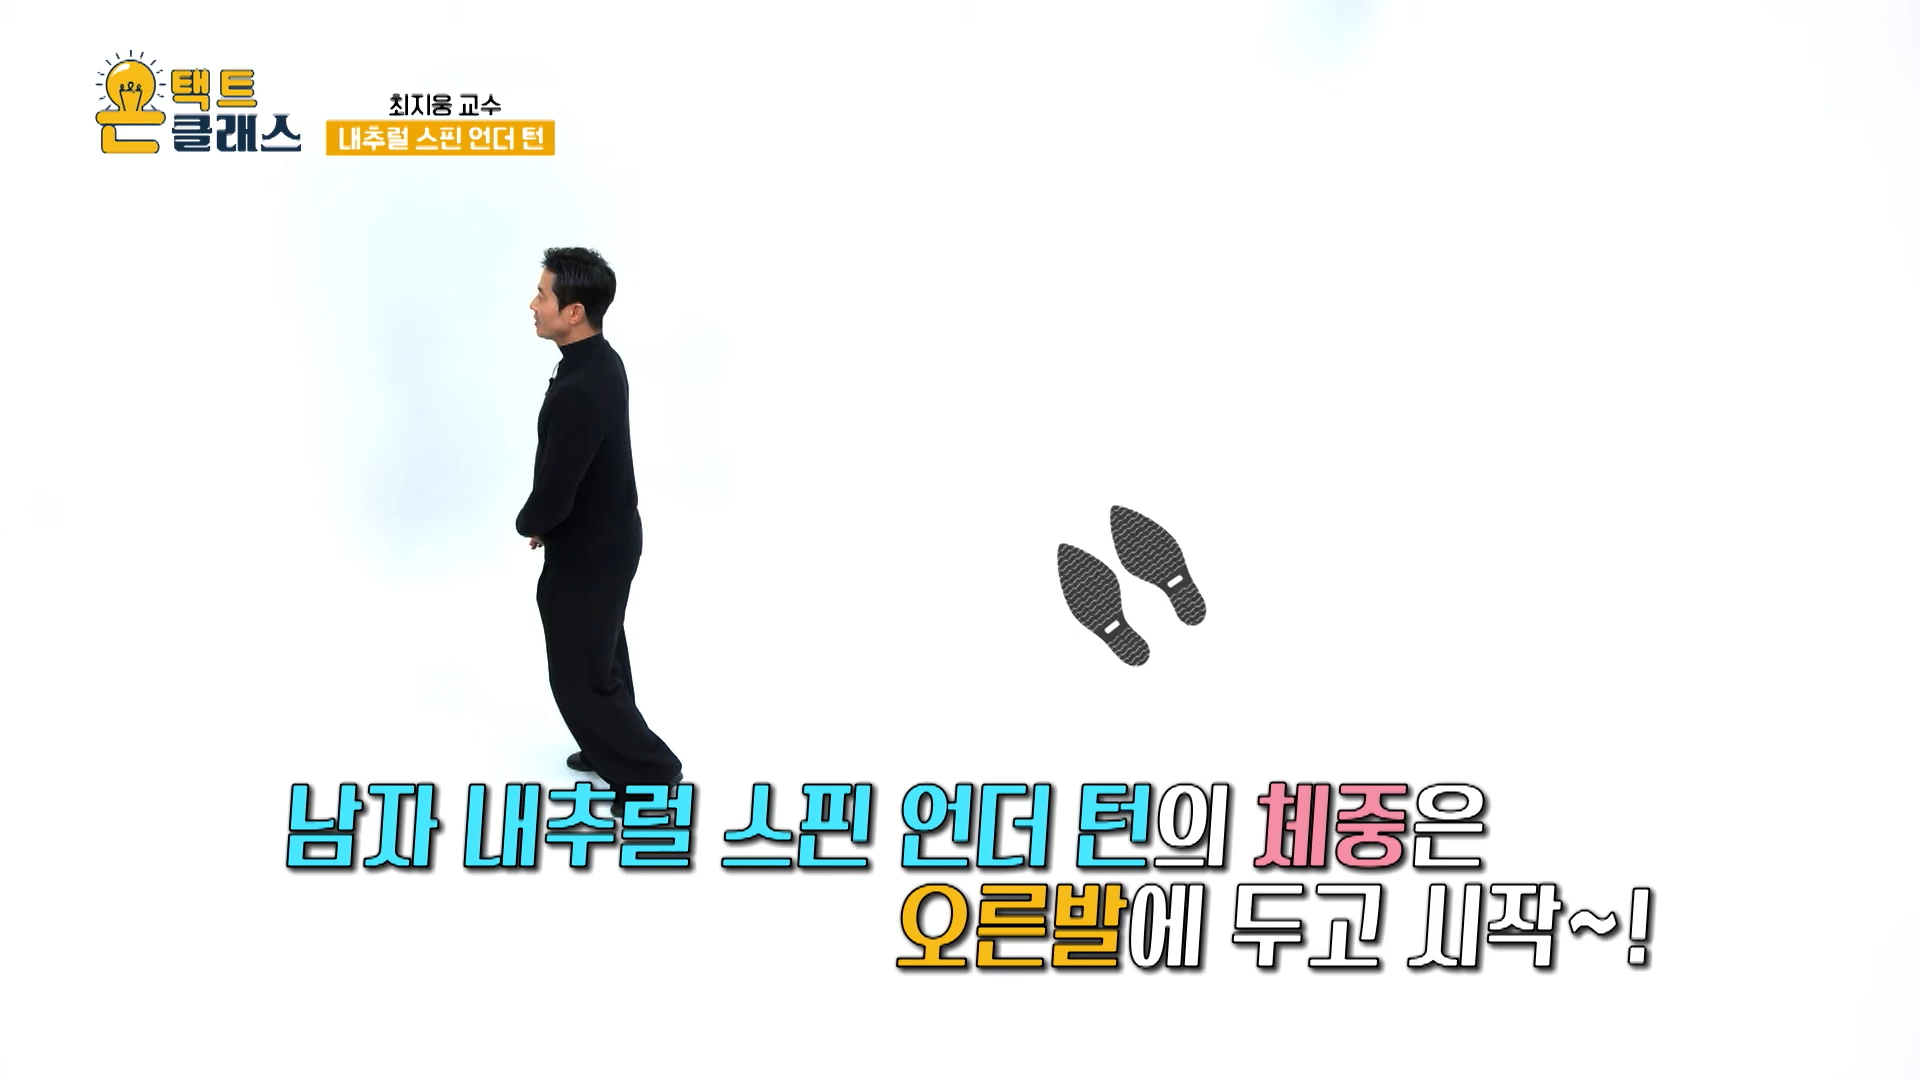 온택트
클래스
최지웅 교수
내추럴 스핀 언더 턴
남자 내추럴 스핀 언더 턴의 체중은
오른발에 두고 시작~!